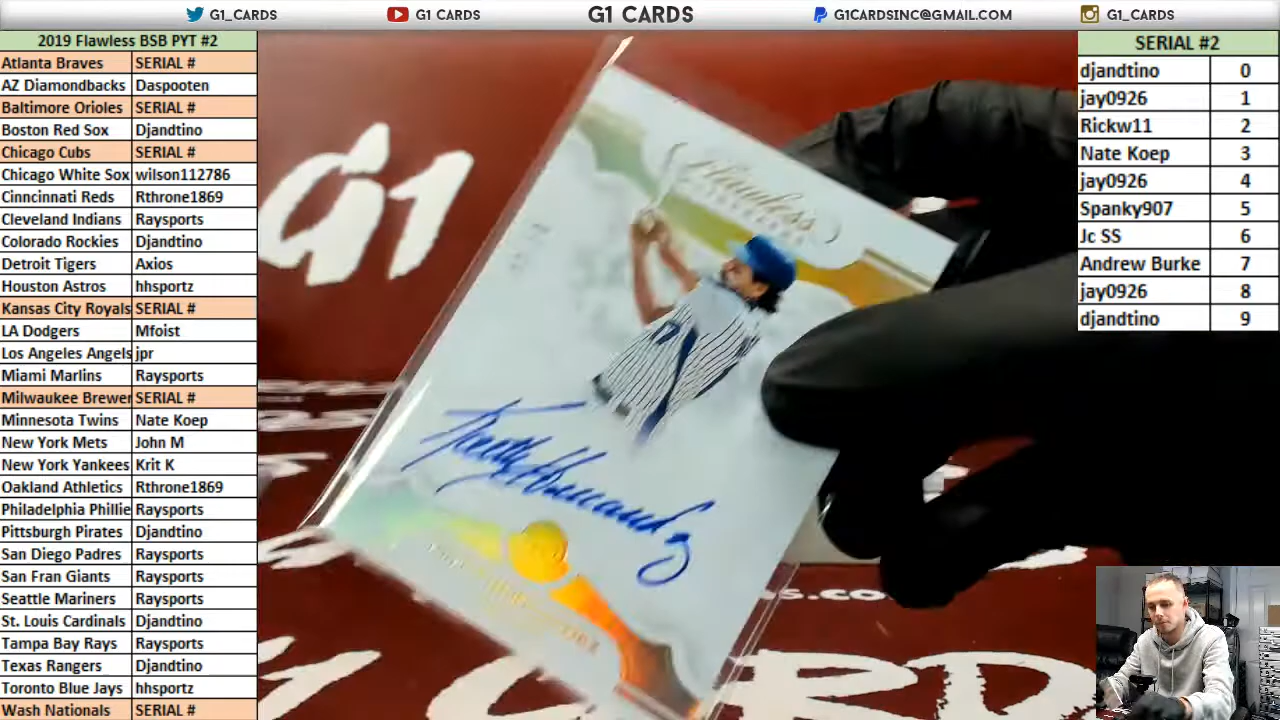 G1_CARDS
G1 CARDS
G1 CARDS
G1CARDSINC@GMAIL.COM
G1_CARDS
2019 Flawless BSB PYT #2
Atlanta Braves SERIAL #
AZ Diamondbacks Daspooten
Baltimore Orioles SERIAL #
Boston Red Sox Djandtino
Chicago Cubs SERIAL #
Chicago White Sox wilson112786
Cinncinnati Reds Rthrone1869
Cleveland Indians Raysports
Colorado Rockies Djandtino
Detroit Tigers Axios
Houston Astros hhsportz
Kansas City Royals SERIAL #
LA Dodgers Mfoist
Los Angeles Angels jpr
Miami Marlins Raysports
Milwaukee Brewer SERIAL #
Minnesota Twins Nate Koep
New York Mets John M
New York Yankees Krit K
Oakland Athletics Rthrone1869
Philadelphia Phillie Raysports
Pittsburgh Pirates Djandtino
San Diego Padres Raysports
San Fran Giants Raysports
Seattle Mariners Raysports
St. Louis Cardinals Djandtino
Tampa Bay Rays Raysports
Texas Rangers Djandtino
Toronto Blue Jays hhsportz
Wash Nationals SERIAL #
G1
Flawless
Keith Hernandez
SERIAL #2
djandtino 0
jay0926 1
Rickw11 2
Nate Koep 3
jay0926 4
Spanky907 5
Jc SS 6
Andrew Burke 7
jay0926 8
djandtino 9